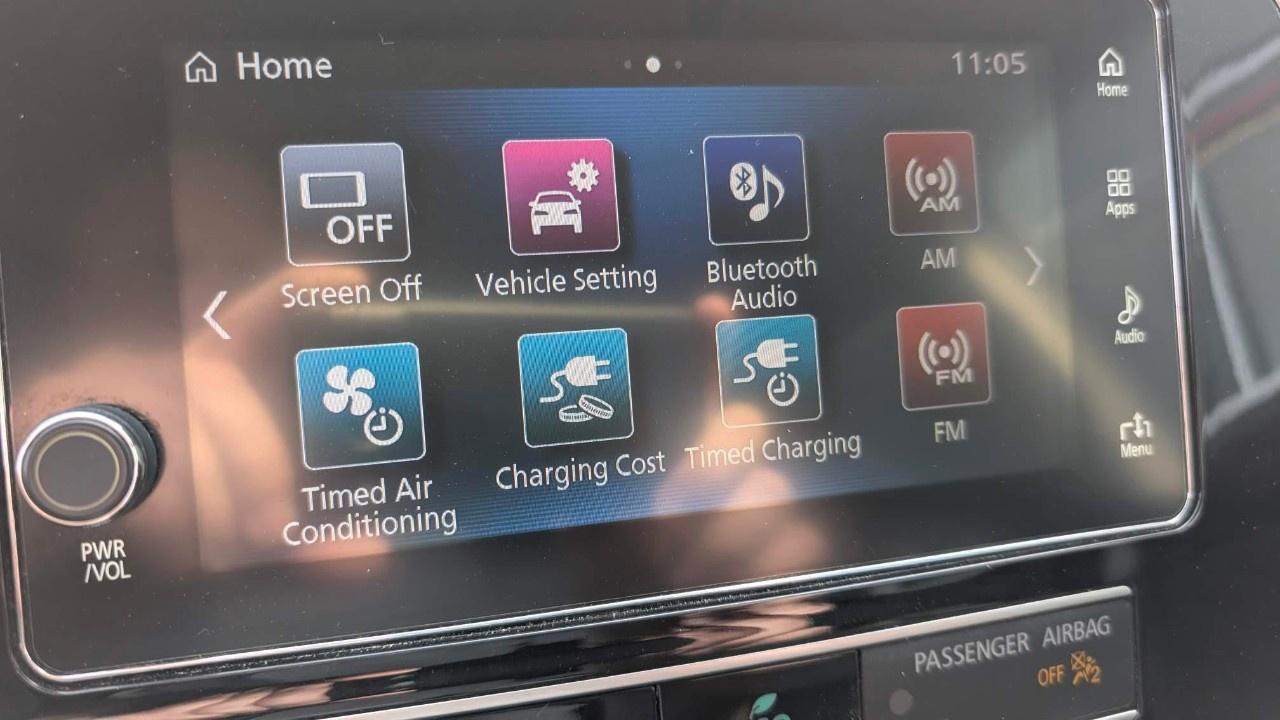 Home
11:05
Home
OFF
Screen Off
Vehicle Setting
Bluetooth
Audio
AM
AM
Apps
Timed Air
Conditioning
Charging Cost
Timed Charging
FM
FM
Audio
Menu
PWR
/VOL
PASSENGER AIRBAG
OFF 2